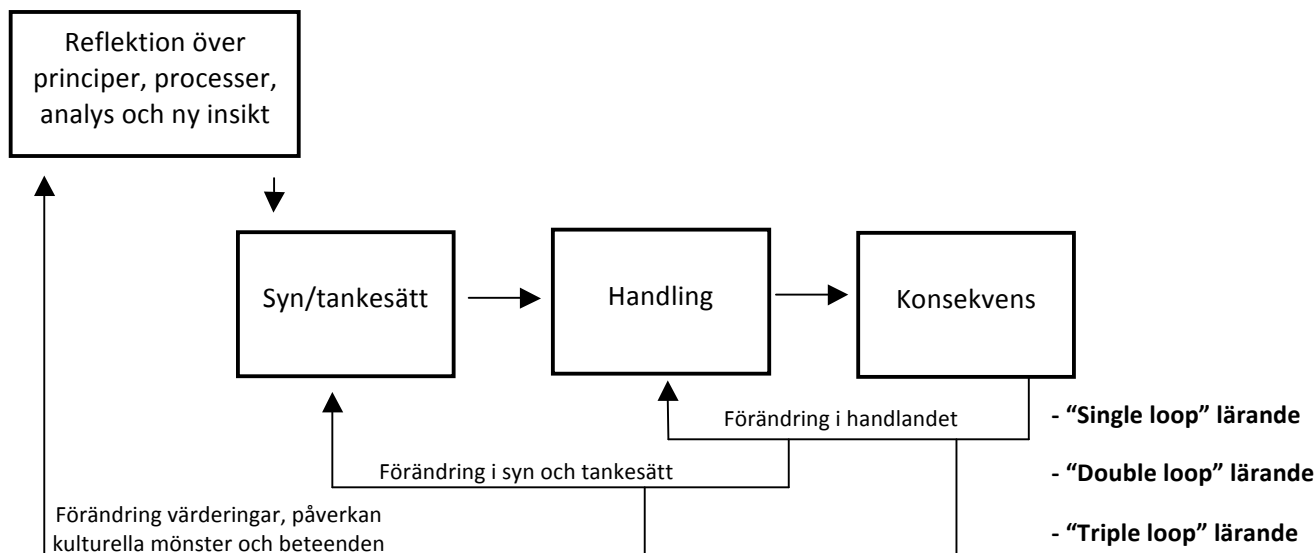 Reflektion över
principer, processer,
analys och ny insikt
Syn/tankesätt
Handling
Konsekvens
Förändring i handlandet
- “Single loop” lärande
Förändring i syn och tankesätt
- “Double loop” lärande
Förändring värderingar, påverkan
kulturella mönster och beteenden
- “Triple loop” lärande